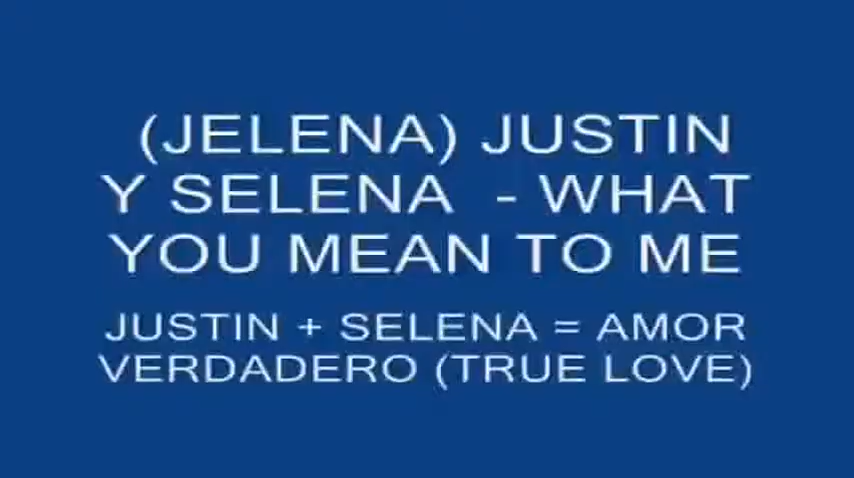 (JELENA) JUSTIN
Y SELENA - WHAT
YOU MEAN TO ME
JUSTIN + SELENA = AMOR
VERDADERO (TRUE LOVE)